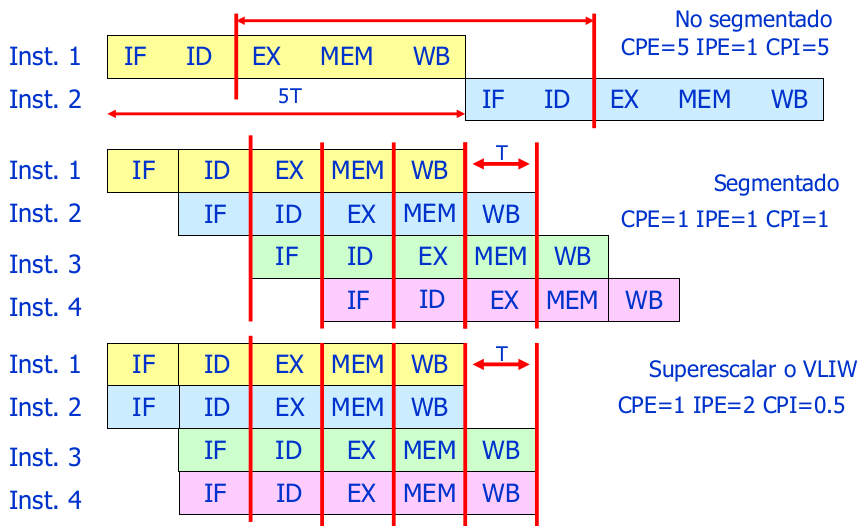 No segmentado
CPE=5 IPE=1 CPI=5
Inst. 1 IF ID EX MEM WB
Inst. 2 IF ID EX MEM WB
5T
Inst. 1 IF ID EX MEM WB T
Segmentado
Inst. 2 IF ID EX MEM WB
CPE=1 IPE=1 CPI=1
Inst. 3 IF ID EX MEM WB
Inst. 4 IF ID EX MEM WB
Inst. 1 IF ID EX MEM WB T
Superescalar o VLIW
Inst. 2 IF ID EX MEM WB
CPE=1 IPE=2 CPI=0.5
Inst. 3 IF ID EX MEM WB
Inst. 4 IF ID EX MEM WB